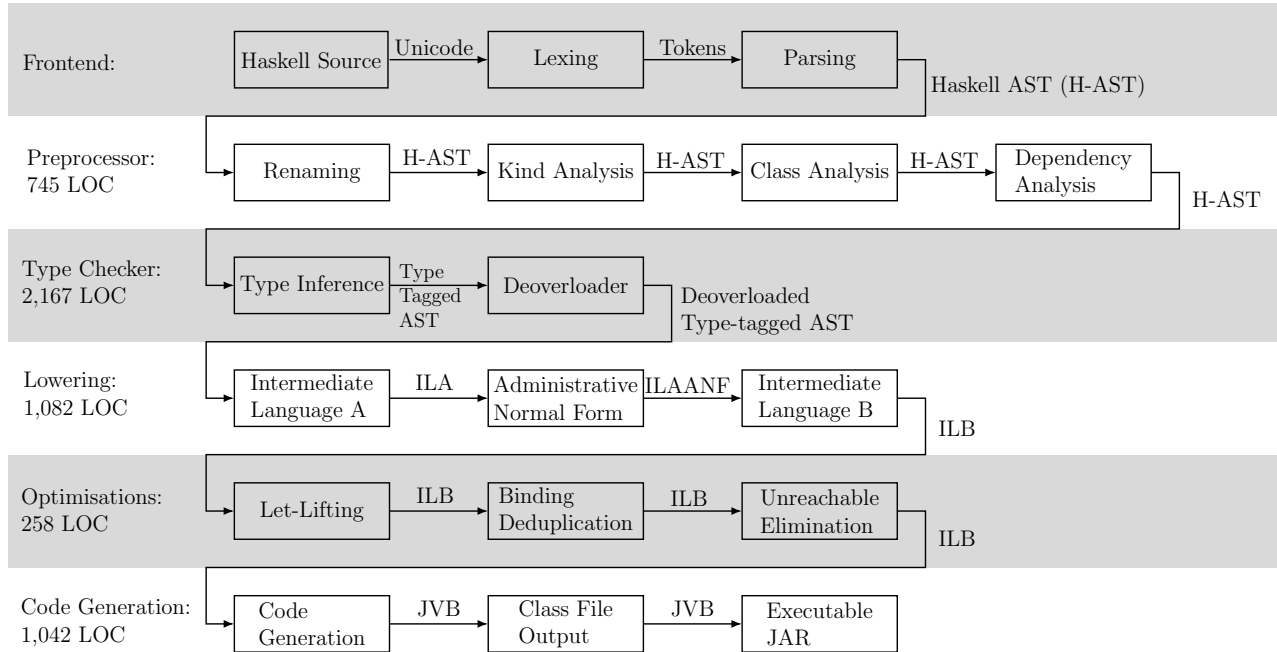 Frontend:
Haskell Source
Unicode
Lexing
Tokens
Parsing
Haskell AST (H-AST)
Preprocessor:
745 LOC
Renaming
H-AST
Kind Analysis
H-AST
Class Analysis
H-AST
Dependency
Analysis
H-AST
Type Checker:
2,167 LOC
Type Inference
Type
Tagged
AST
Deoverloader
Deoverloaded
Type-tagged AST
Lowering:
1,082 LOC
Intermediate
Language A
ILA
Administrative
Normal Form
ILAANF
Intermediate
Language B
ILB
Optimisations:
258 LOC
Let-Lifting
ILB
Binding
Deduplication
ILB
Unreachable
Elimination
ILB
Code Generation:
1,042 LOC
Code
Generation
JVB
Class File
Output
JVB
Executable
JAR